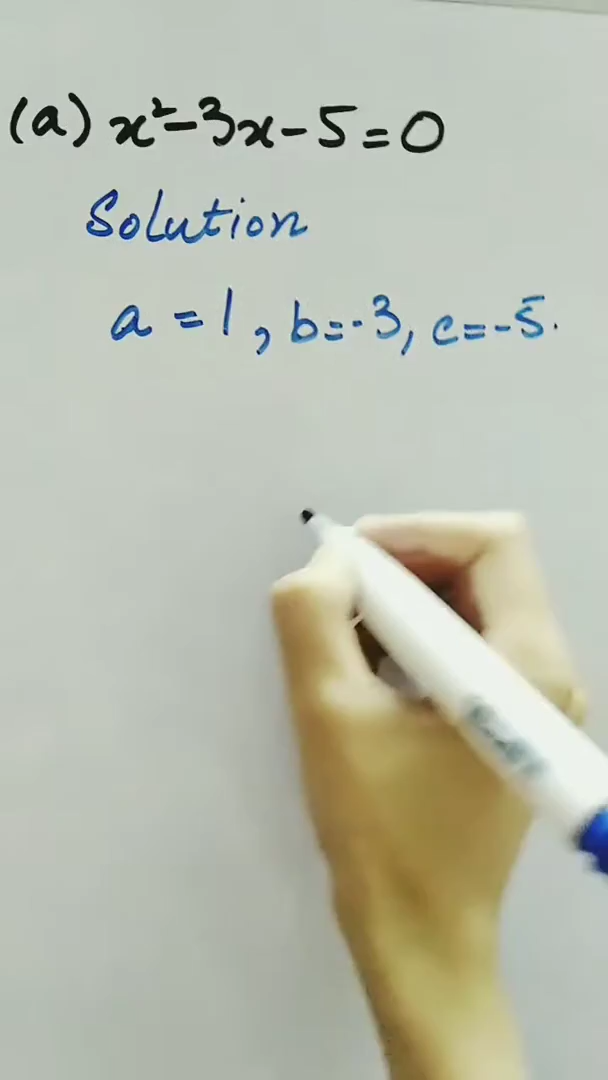 (a) x²-3x-5=0
Solution
a = 1, b=-3, c=-5.